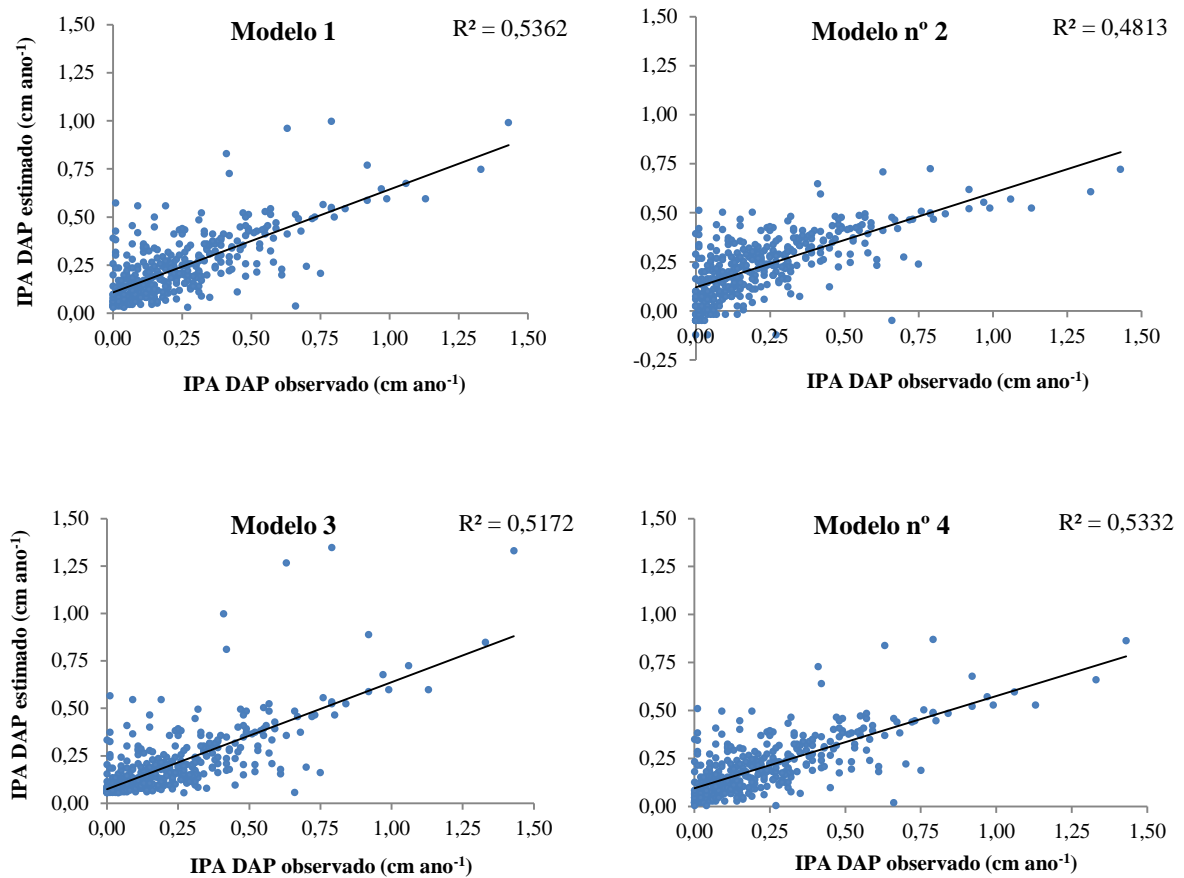 Modelo 1
R² = 0,5362
IPA DAP estimado (cm ano-1)
1,50
1,25
1,00
0,75
0,50
0,25
0,00
0,00 0,25 0,50 0,75 1,00 1,25 1,50
IPA DAP observado (cm ano-1)
Modelo nº 2
R² = 0,4813
1,50
1,25
1,00
0,75
0,50
0,25
0,00
-0,25
0,00 0,25 0,50 0,75 1,00 1,25 1,50
IPA DAP observado (cm ano-1)
Modelo 3
R² = 0,5172
IPA DAP estimado (cm ano-1)
1,50
1,25
1,00
0,75
0,50
0,25
0,00
0,00 0,25 0,50 0,75 1,00 1,25 1,50
IPA DAP observado (cm ano-1)
Modelo nº 4
R² = 0,5332
1,50
1,25
1,00
0,75
0,50
0,25
0,00
0,00 0,25 0,50 0,75 1,00 1,25 1,50
IPA DAP observado (cm ano-1)